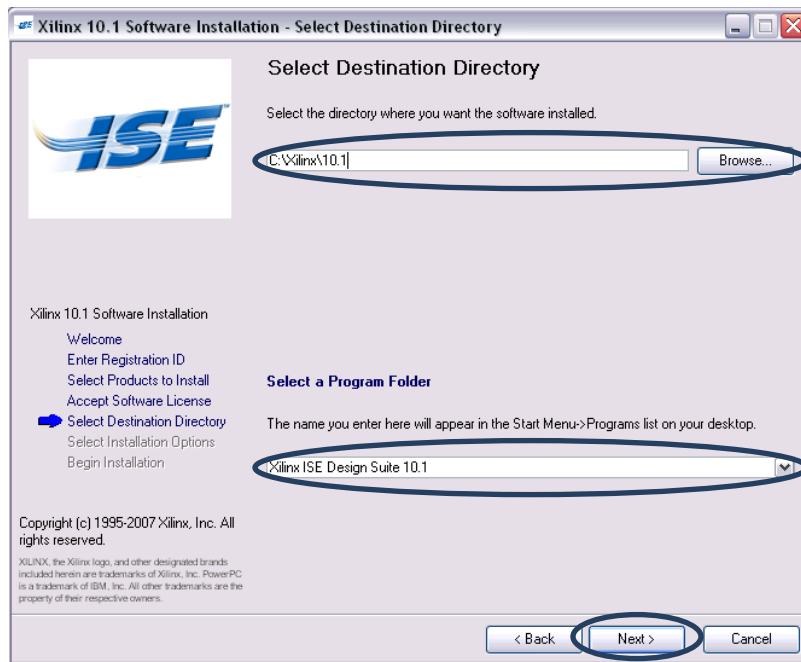 Xilinx 10.1 Software Installation - Select Destination Directory
ISE
Select Destination Directory
Select the directory where you want the software installed.
C:\Xilinx\10.1
Browse...
Xilinx 10.1 Software Installation
Welcome
Enter Registration ID
Select Products to Install
Accept Software License
Select Destination Directory
Select Installation Options
Begin Installation
Select a Program Folder
The name you enter here will appear in the Start Menu->Programs list on your desktop.
Xilinx ISE Design Suite 10.1
Copyright (c) 1995-2007 Xilinx, Inc. All
rights reserved.
XILINX, the Xilinx logo, and other designated brands
included herein are trademarks of Xilinx, Inc. PowerPC
is a trademark of IBM, Inc. All other trademarks are the
property of their respective owners.
< Back
Next >
Cancel